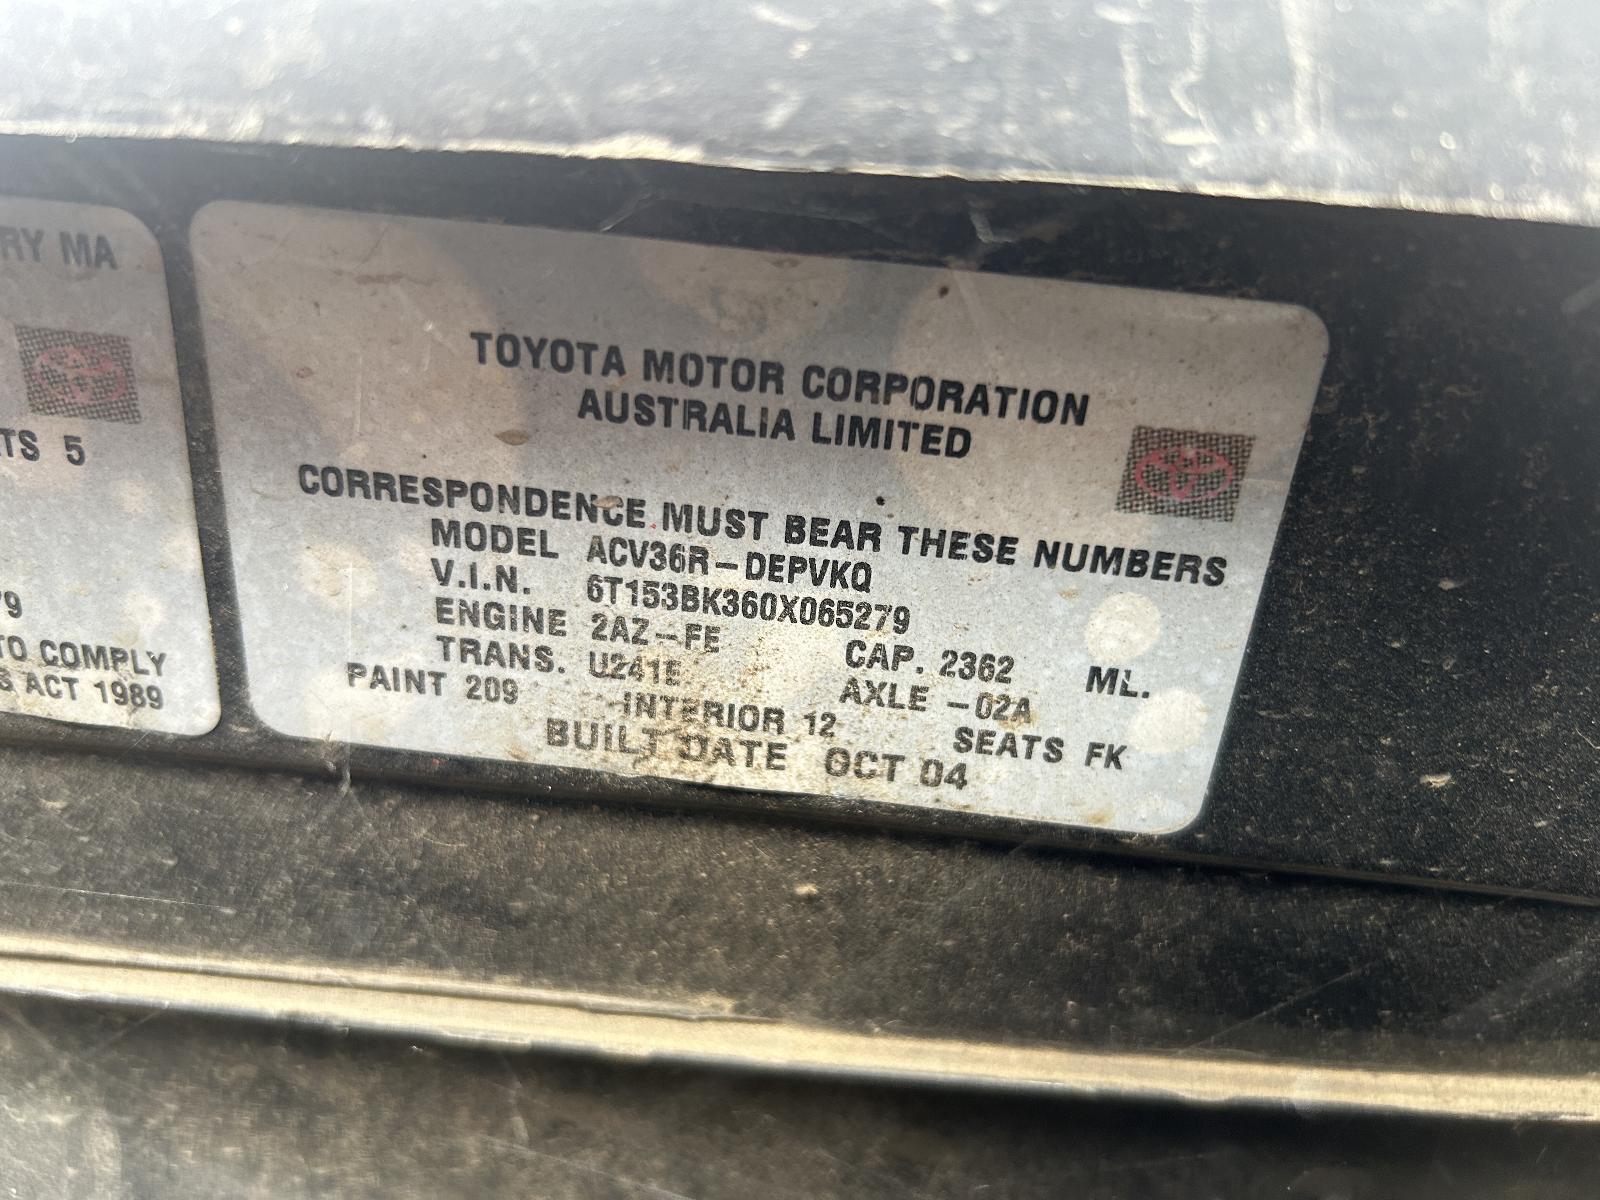 RY MA
TS 5
79
TO COMPLY
S ACT 1989
TOYOTA MOTOR CORPORATION
AUSTRALIA LIMITED
CORRESPONDENCE MUST BEAR THESE NUMBERS
MODEL ACV36R-DEPVKQ
V.I.N. 6T153BK360X065279
ENGINE 2AZ-FE CAP. 2362 ML.
TRANS. U241E AXLE -02A
PAINT 209 INTERIOR 12 SEATS FK
BUILT DATE OCT 04